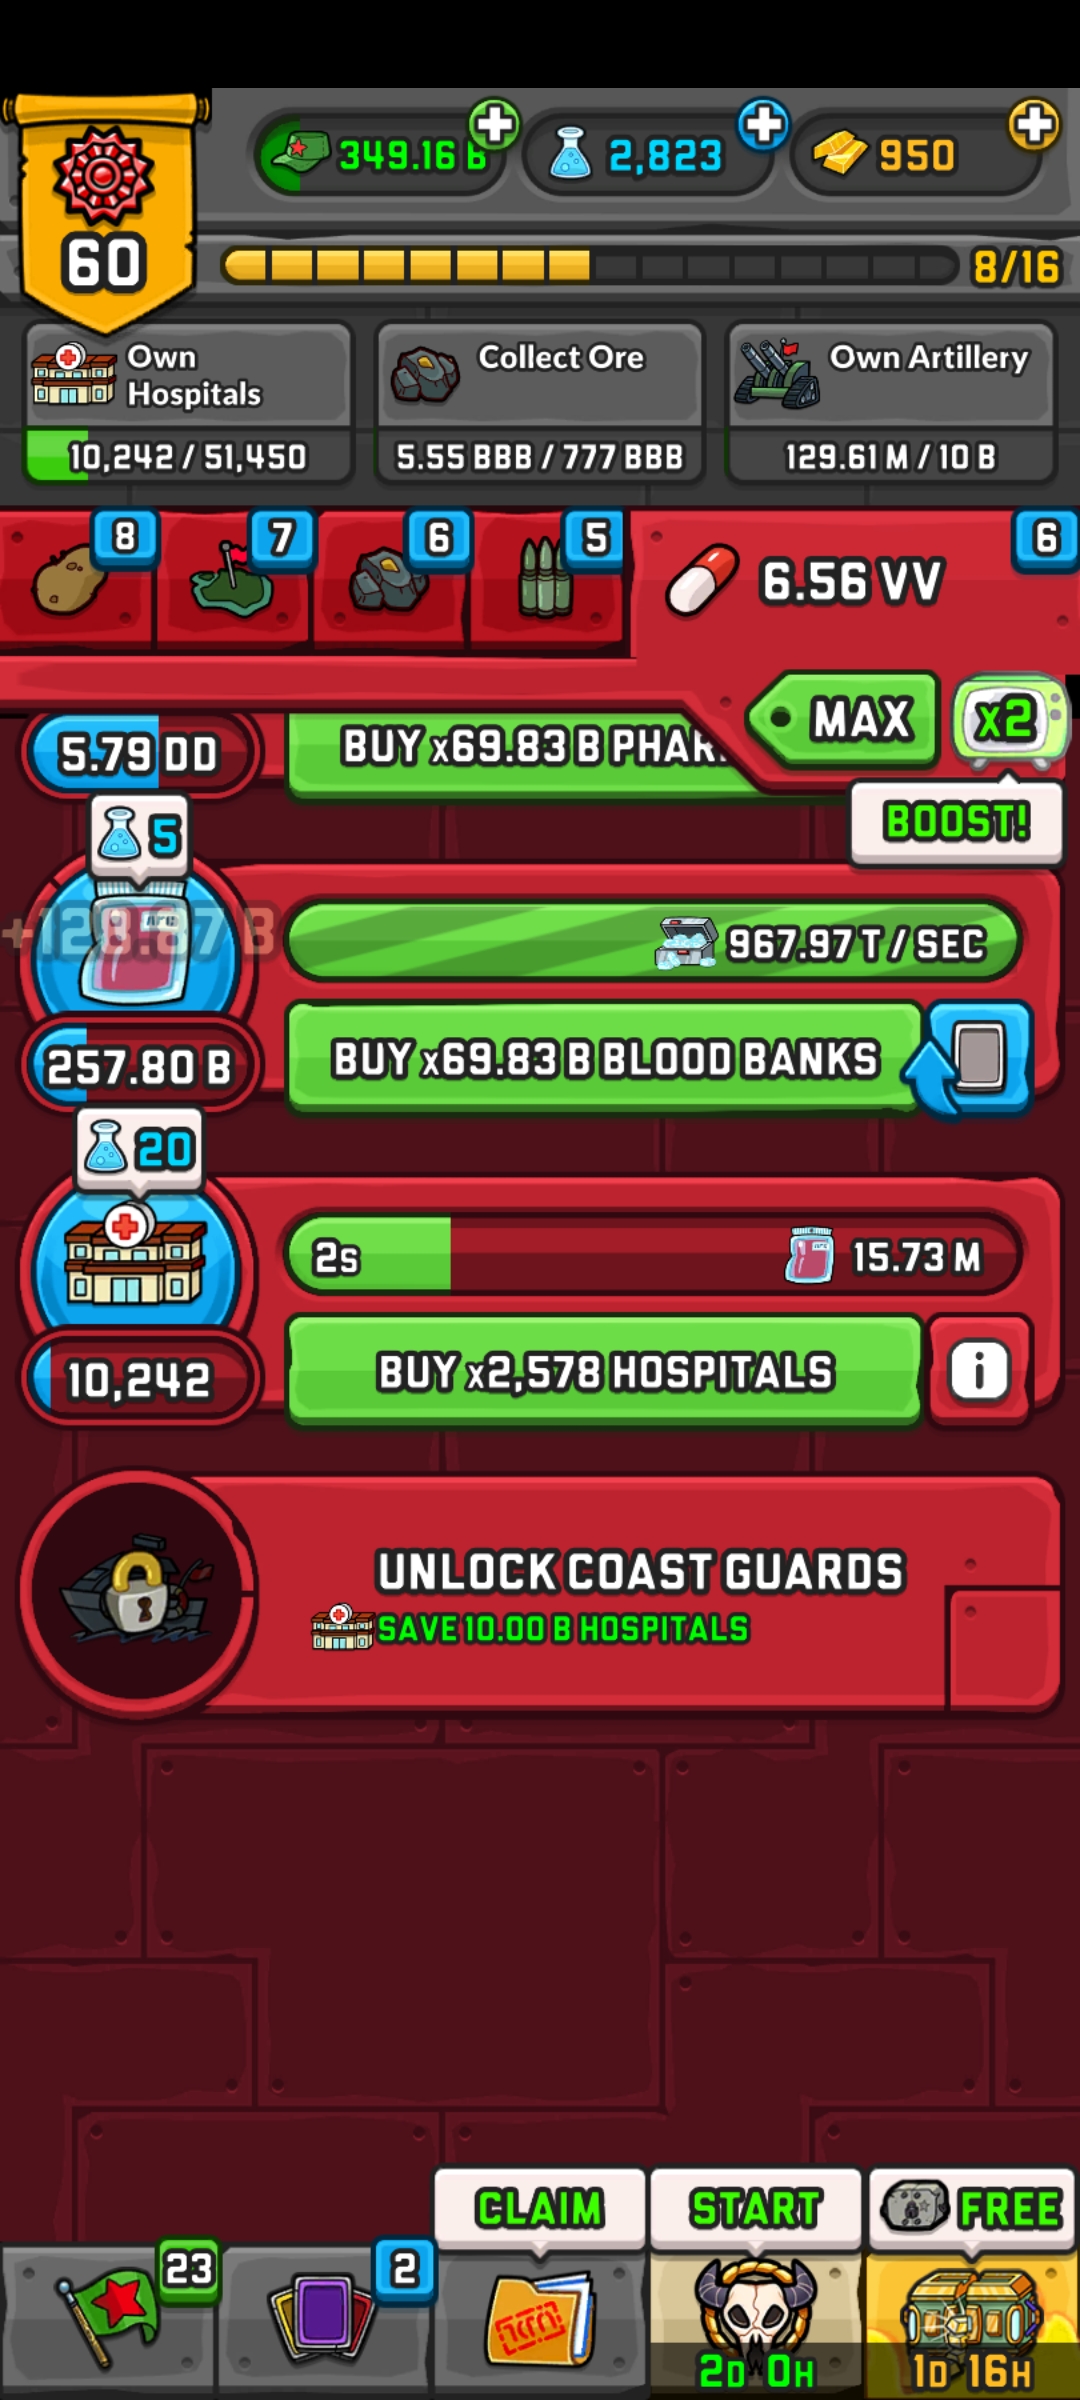 349.16 B
2,823
950
60
8/16
Own Hospitals
10,242 / 51,450
Collect Ore
5.55 BBB / 777 BBB
Own Artillery
129.61 M / 10 B
8
7
6
5
6.56 VV
6
MAX
x2
BOOST!
5.79 DD
BUY x69.83 B PHAR
5
+128.87 B
967.97 T / SEC
257.80 B
BUY x69.83 B BLOOD BANKS
20
2s
15.73 M
10,242
BUY x2,578 HOSPITALS
i
UNLOCK COAST GUARDS
SAVE 10.00 B HOSPITALS
CLAIM
START
FREE
23
2
2D 0H
1D 16H